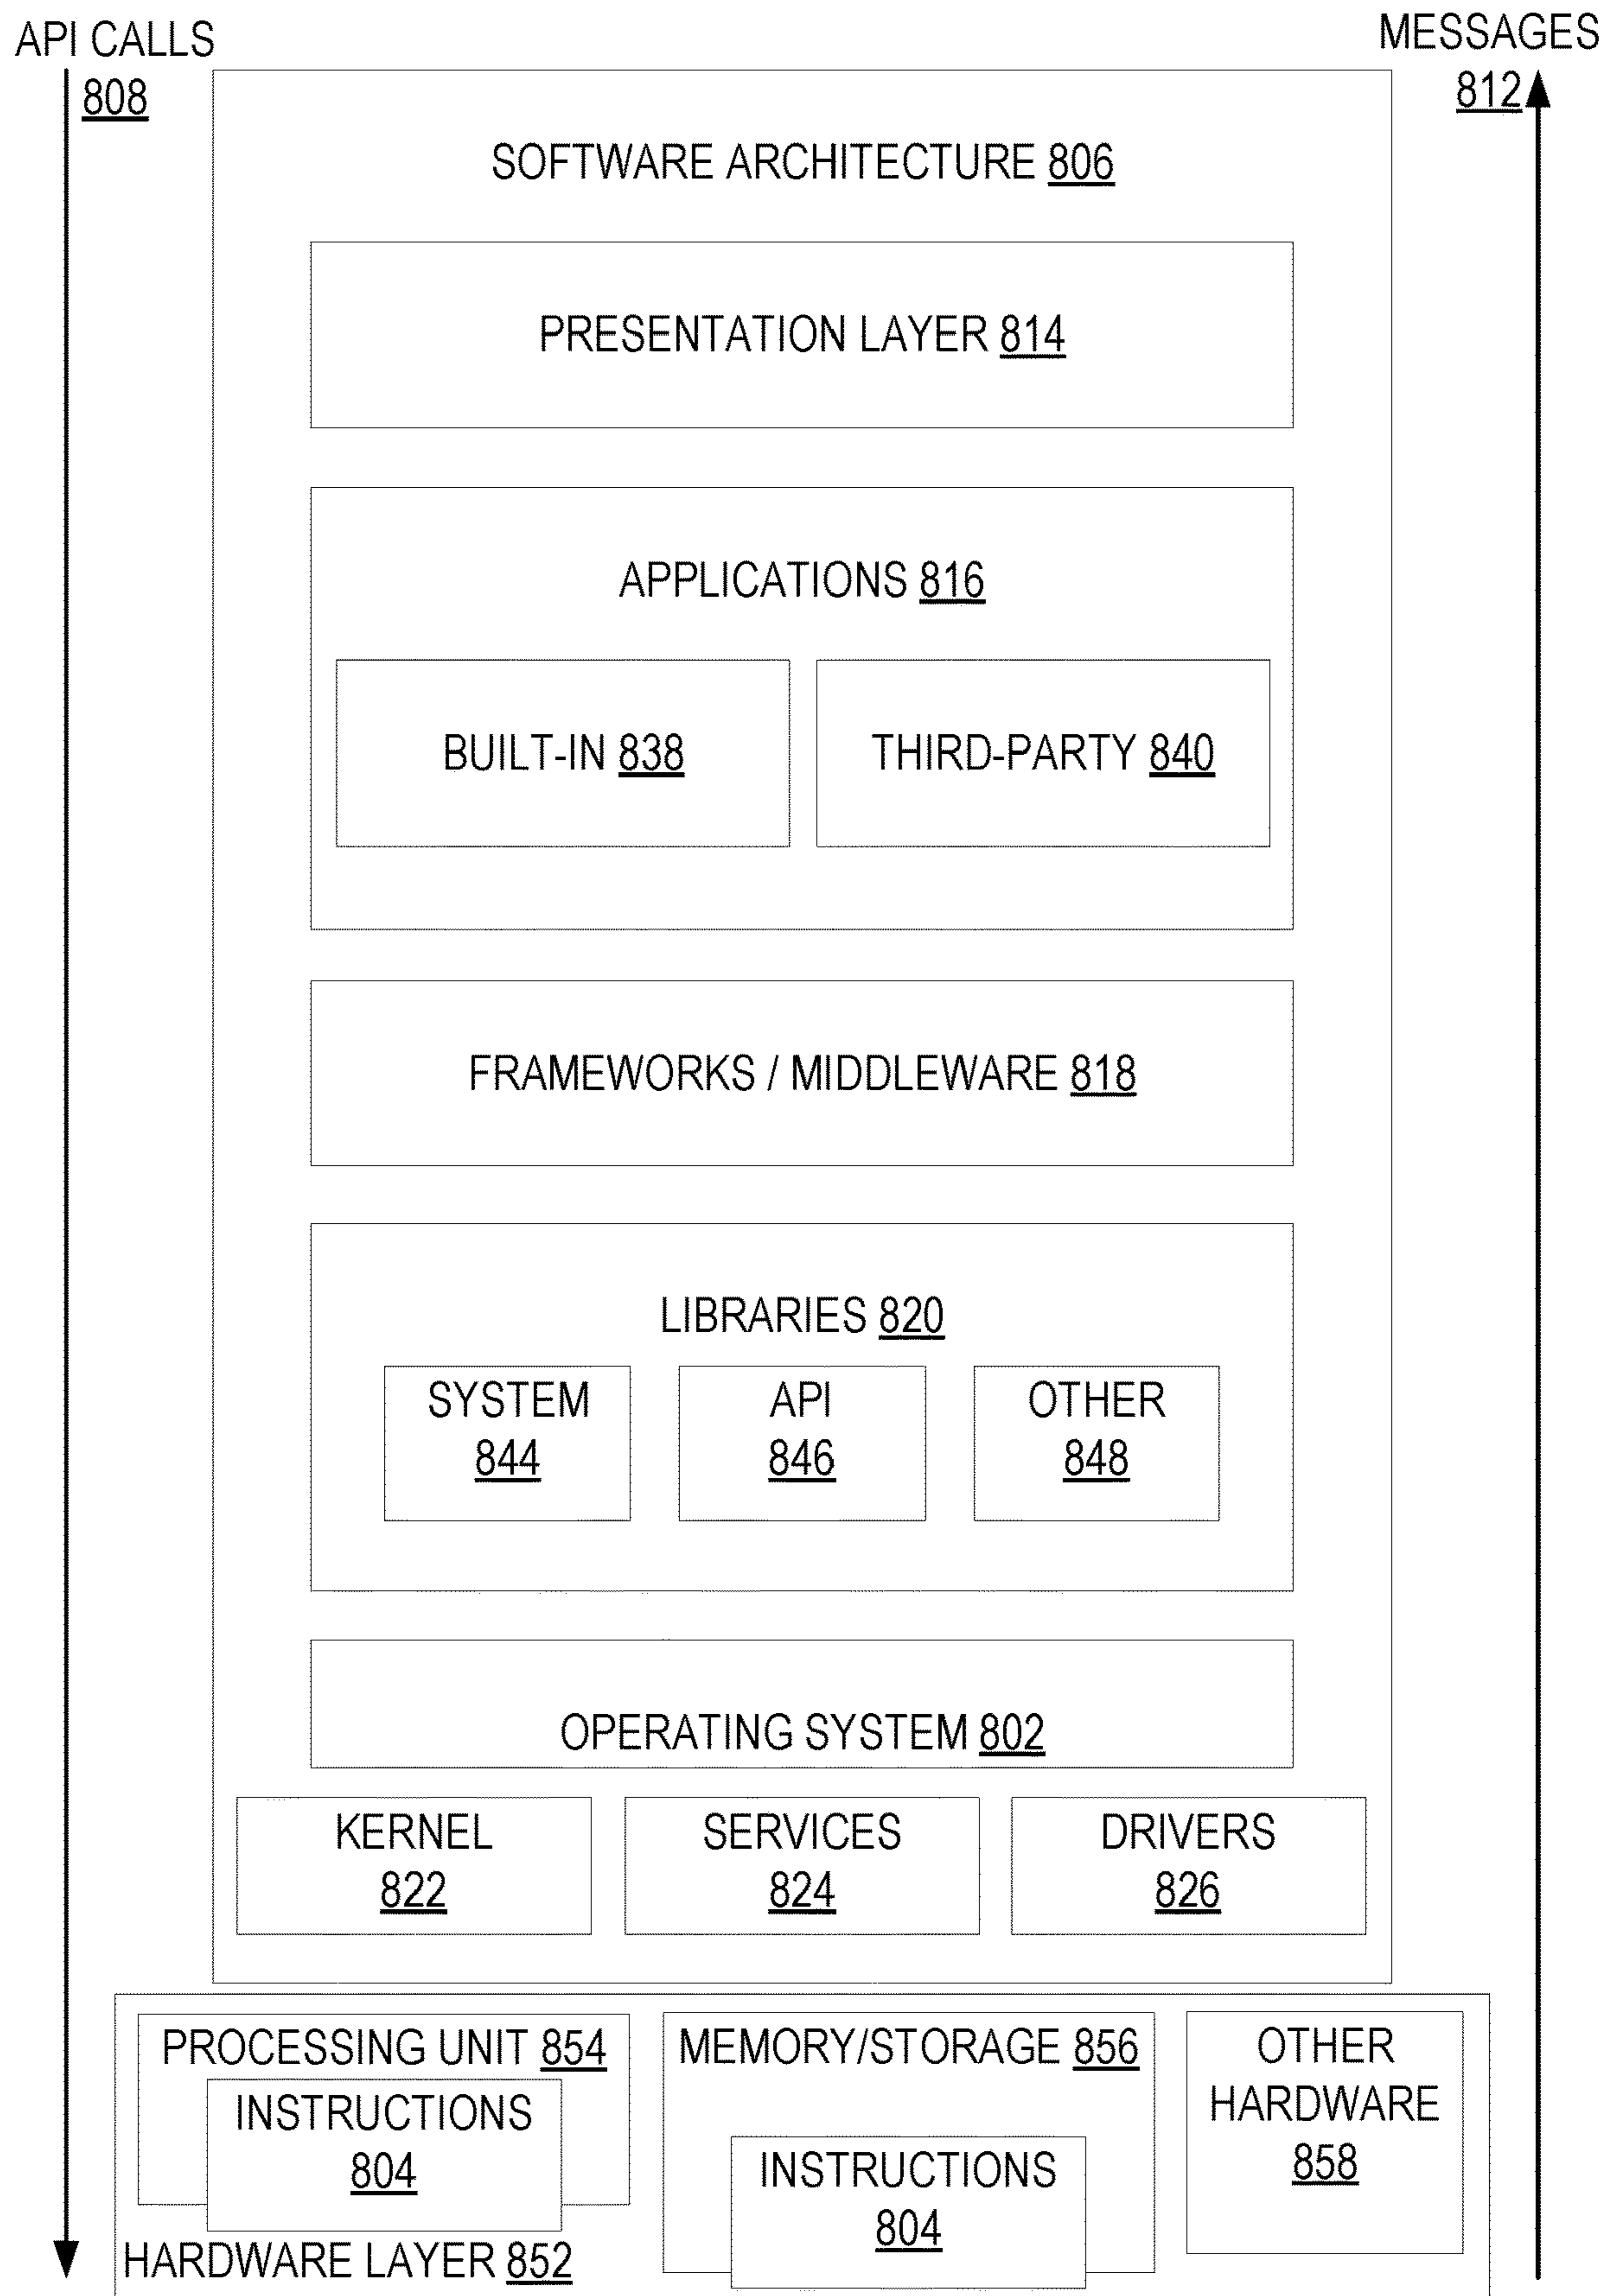 API CALLS
808
MESSAGES
812
SOFTWARE ARCHITECTURE 806
PRESENTATION LAYER 814
APPLICATIONS 816
BUILT-IN 838
THIRD-PARTY 840
FRAMEWORKS / MIDDLEWARE 818
LIBRARIES 820
SYSTEM
844
API
846
OTHER
848
OPERATING SYSTEM 802
KERNEL
822
SERVICES
824
DRIVERS
826
PROCESSING UNIT 854
INSTRUCTIONS
804
MEMORY/STORAGE 856
INSTRUCTIONS
804
OTHER
HARDWARE
858
HARDWARE LAYER 852